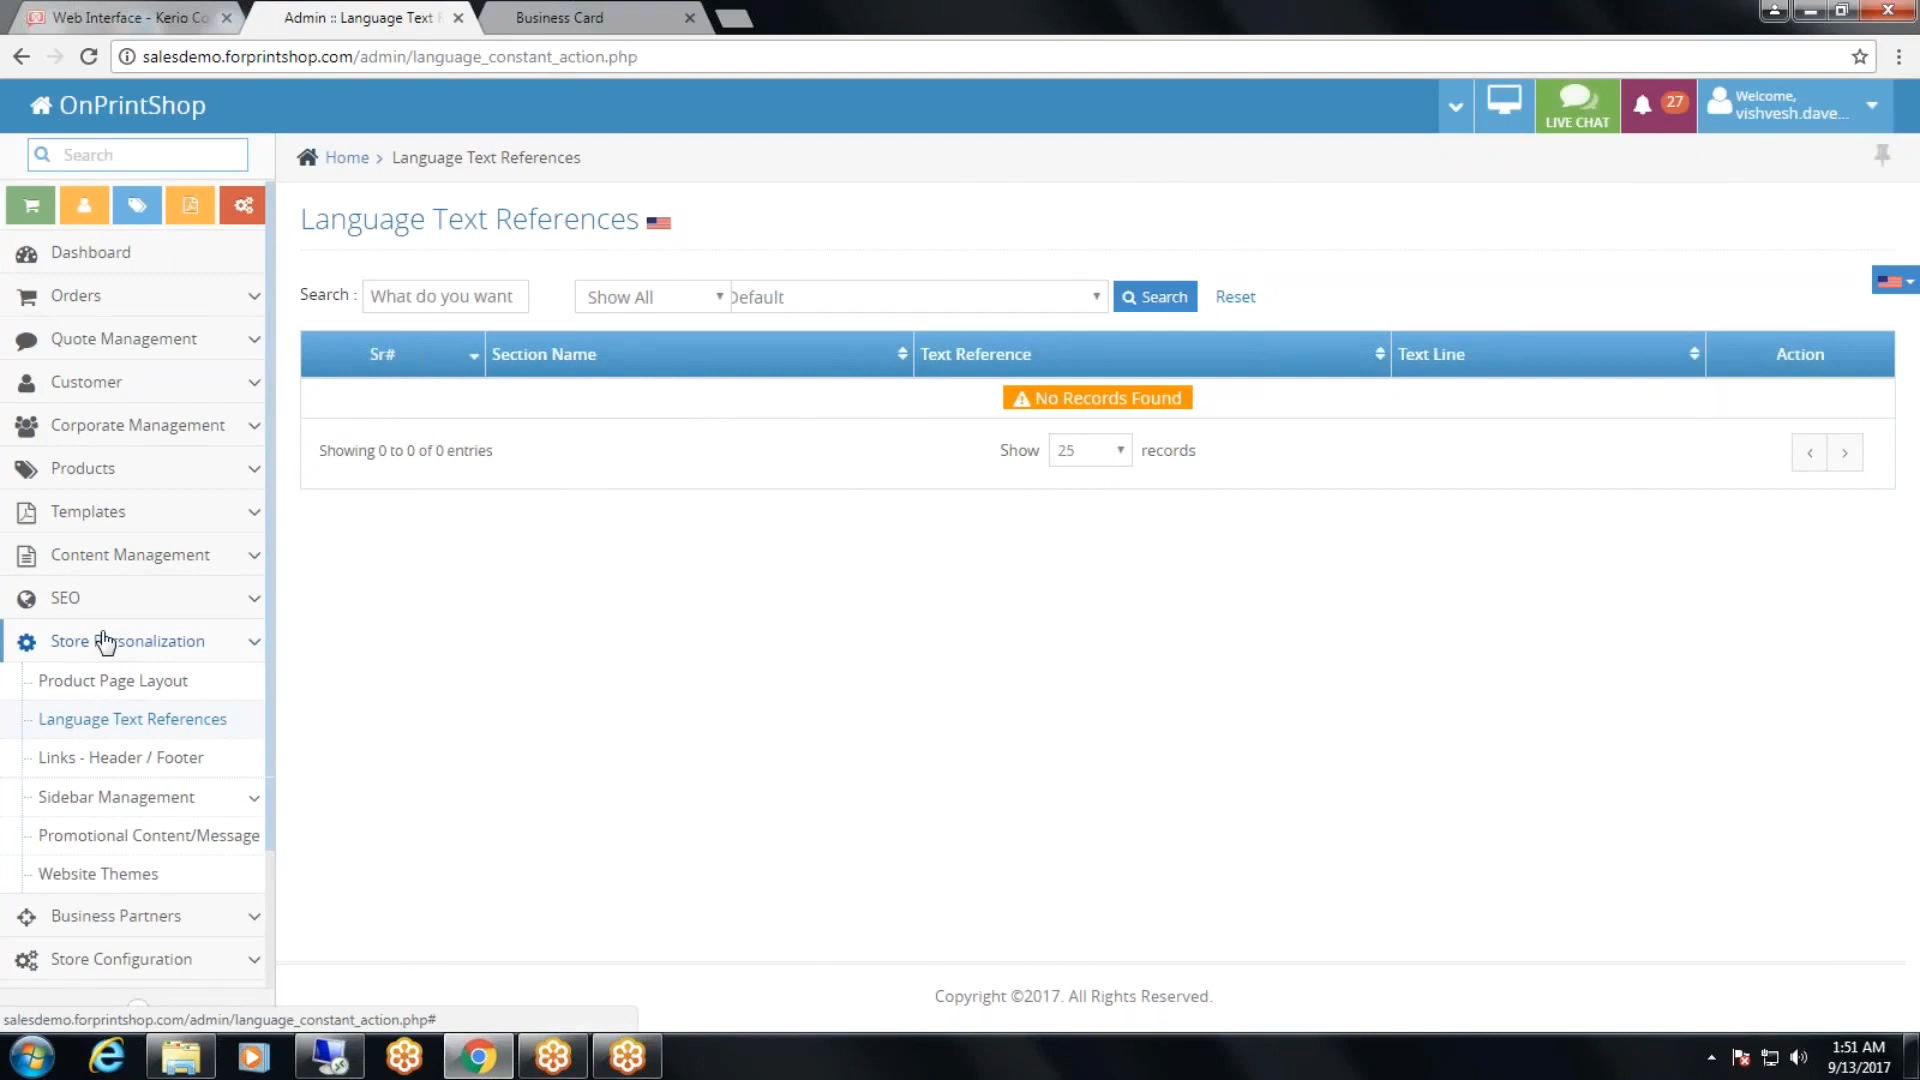 Web Interface - Kerio Co
Admin :: Language Text R
Business Card
salesdemo.forprintshop.com/admin/language_constant_action.php
OnPrintShop
LIVE CHAT
27
Welcome,
vishvesh.dave...
Search
Home > Language Text References
Language Text References
Dashboard
Orders
Quote Management
Customer
Corporate Management
Products
Templates
Content Management
SEO
Store Personalization
Product Page Layout
Language Text References
Links - Header / Footer
Sidebar Management
Promotional Content/Message
Website Themes
Business Partners
Store Configuration
Search : What do you want Show All Default Search Reset
Sr# Section Name Text Reference Text Line Action
No Records Found
Showing 0 to 0 of 0 entries Show 25 records
Copyright ©2017. All Rights Reserved.
salesdemo.forprintshop.com/admin/language_constant_action.php#
1:51 AM
9/13/2017